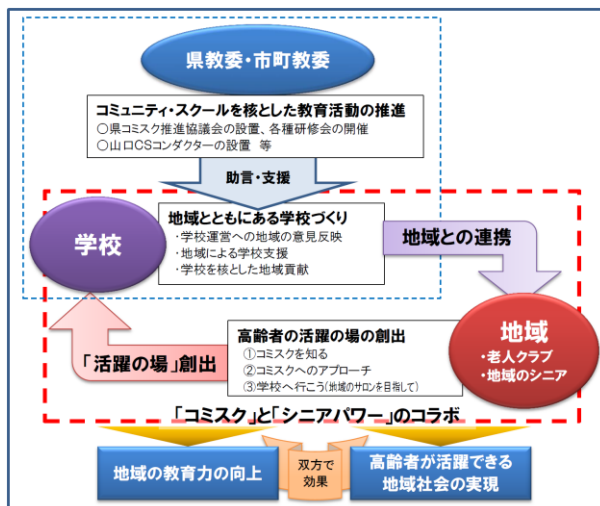 県教委・市町教委
コミュニティ・スクールを核とした教育活動の推進
○県コミスク推進協議会の設置、各種研修会の開催
○山口CSコンダクターの設置 等
助言・支援
学校
地域とともにある学校づくり
・学校運営への地域の意見反映
・地域による学校支援
・学校を核とした地域貢献
地域との連携
地域
・老人クラブ
・地域のシニア
高齢者の活躍の場の創出
①コミスクを知る
②コミスクへのアプローチ
③学校へ行こう(地域のサロンを目指して)
「活躍の場」創出
「コミスク」と「シニアパワー」のコラボ
地域の教育力の向上
双方で
効果
高齢者が活躍できる
地域社会の実現